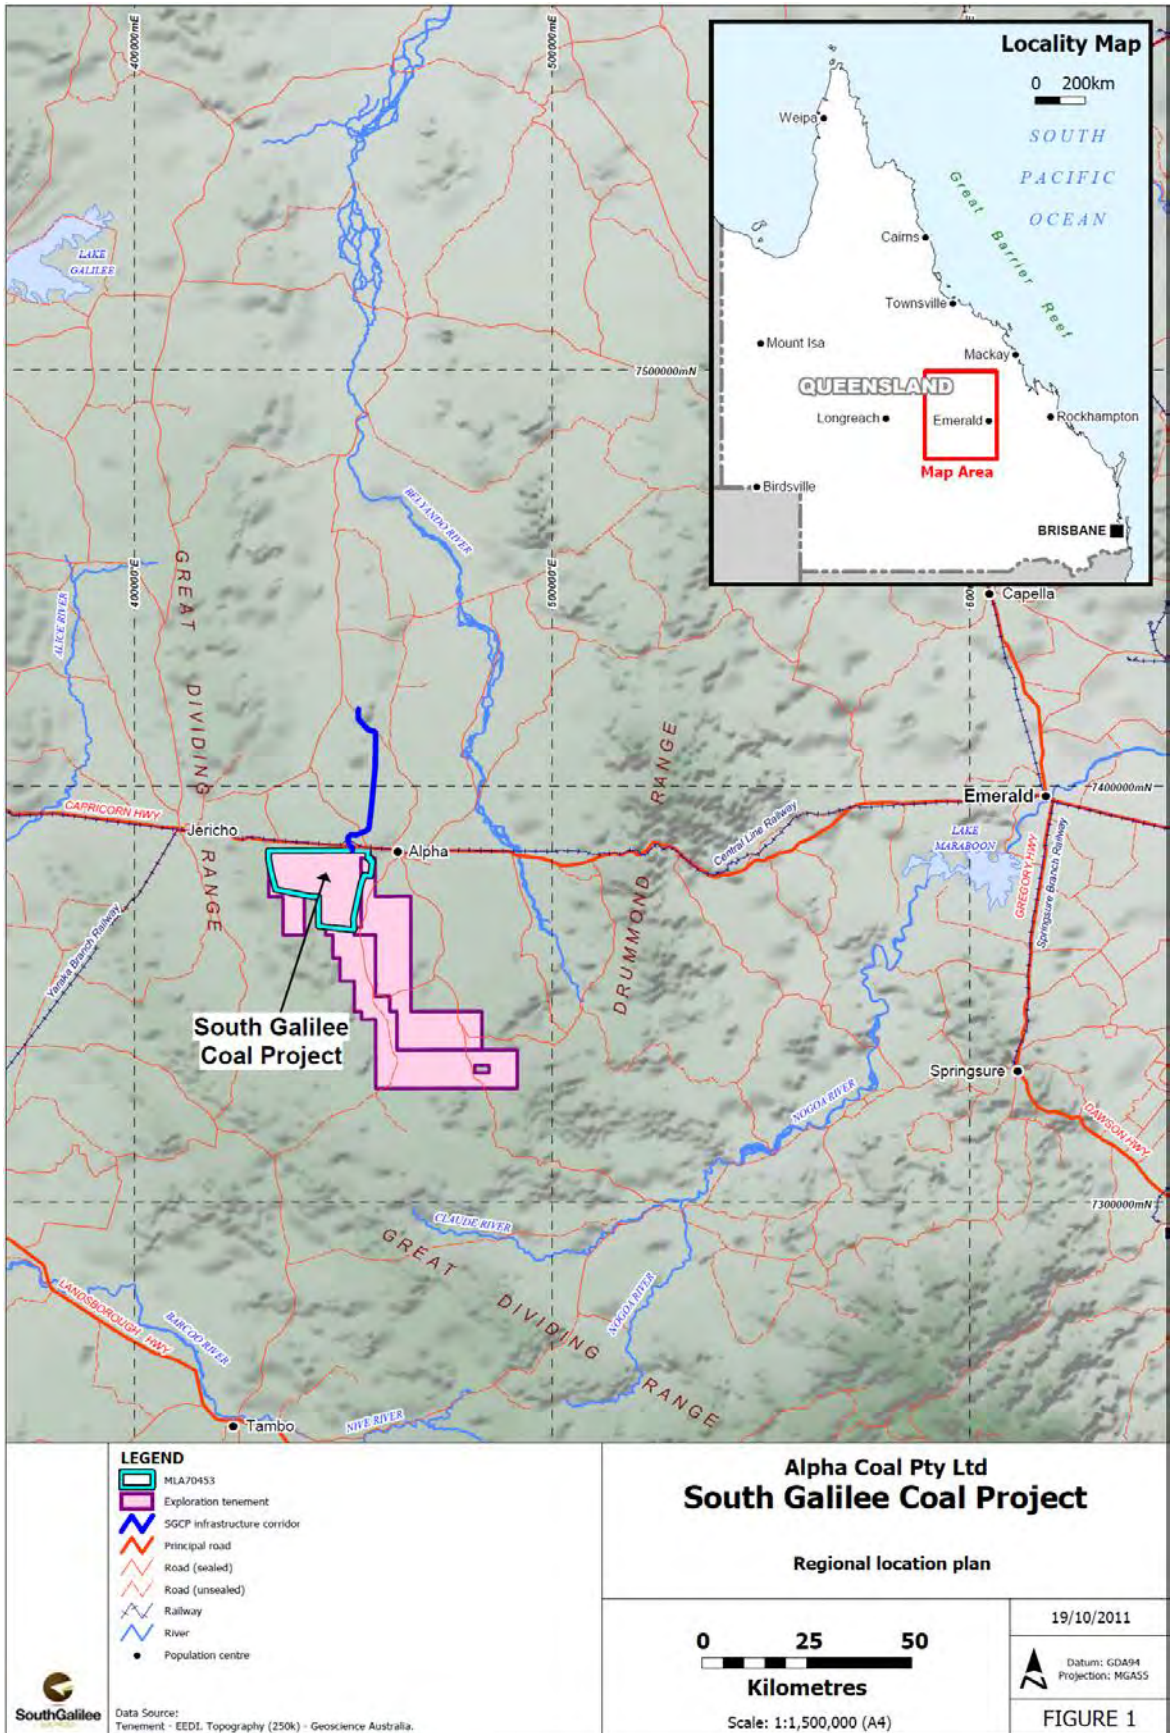 Locality Map
0 200km
Weipa
SOUTH
PACIFIC
OCEAN
Great Barrier Reef
Cairns
Townsville
Mount Isa
Mackay
QUEENSLAND
Longreach
Emerald
Rockhampton
Map Area
Birdsville
BRISBANE
400000mE
500000mE
LAKE
GALILEE
7500000mN
BELYANDO RIVER
GREAT DIVIDING RANGE
ALICE RIVER
400000°E
500000°E
6000
Capella
DRUMMOND RANGE
7400000mN
Emerald
CAPRICORN HWY
Jericho
Alpha
Central Line Railway
LAKE
MARABOON
GREGORY HWY
Springsure Branch Railway
Yaraka Branch Railway
South Galilee
Coal Project
Springsure
NOGOA RIVER
DAWSON HWY
7300000mN
CLAUDE RIVER
GREAT DIVIDING RANGE
NOGOA RIVER
LANDSBOROUGH HWY
BARCOO RIVER
Tambo
NIVE RIVER
LEGEND
MLA70453
Exploration tenement
SGCP infrastructure corridor
Principal road
Road (sealed)
Road (unsealed)
Railway
River
Population centre
SouthGalilee
Data Source:
Tenement - EEDI. Topography (250k) - Geoscience Australia.
Alpha Coal Pty Ltd
South Galilee Coal Project
Regional location plan
0 25 50
Kilometres
Scale: 1:1,500,000 (A4)
19/10/2011
Datum: GDA94
Projection: MGA55
FIGURE 1